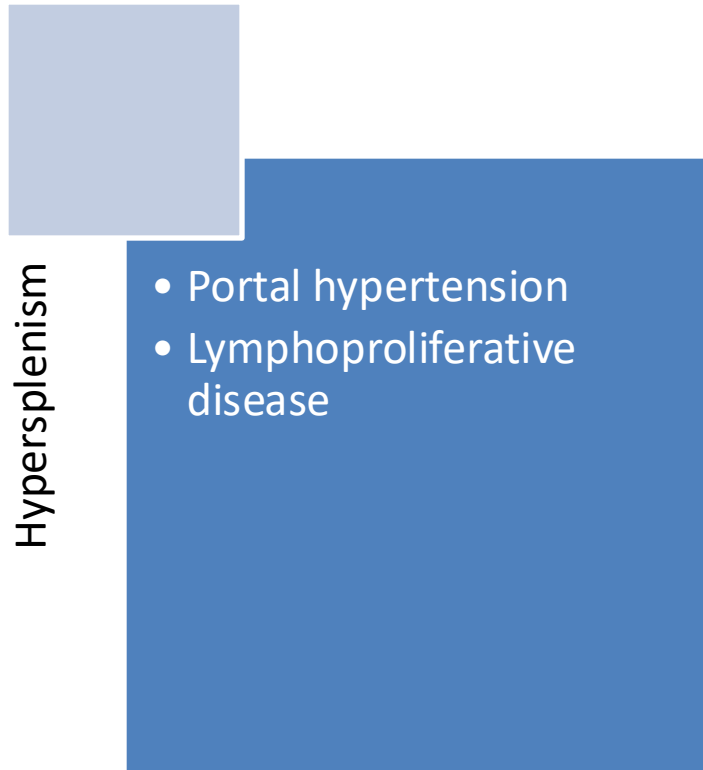 Hypersplenism
• Portal hypertension
• Lymphoproliferative
disease